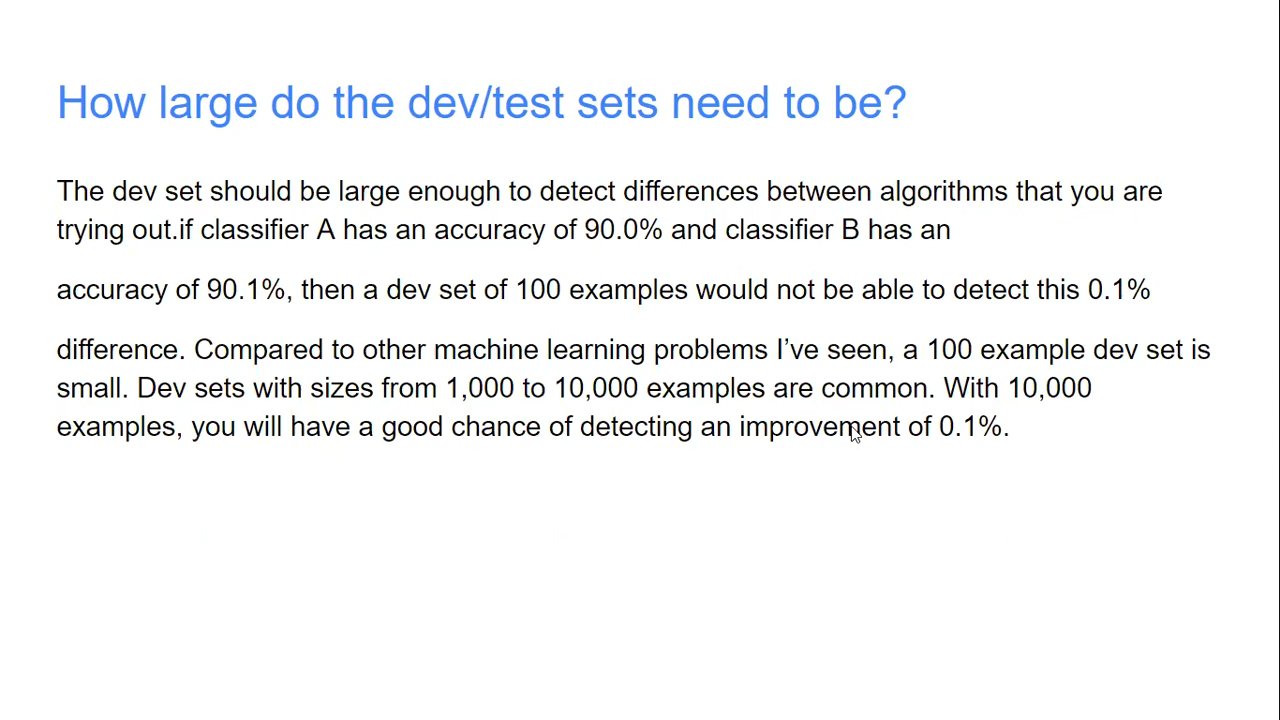 How large do the dev/test sets need to be?
The dev set should be large enough to detect differences between algorithms that you are
trying out.if classifier A has an accuracy of 90.0% and classifier B has an
accuracy of 90.1%, then a dev set of 100 examples would not be able to detect this 0.1%
difference. Compared to other machine learning problems I’ve seen, a 100 example dev set is
small. Dev sets with sizes from 1,000 to 10,000 examples are common. With 10,000
examples, you will have a good chance of detecting an improvement of 0.1%.